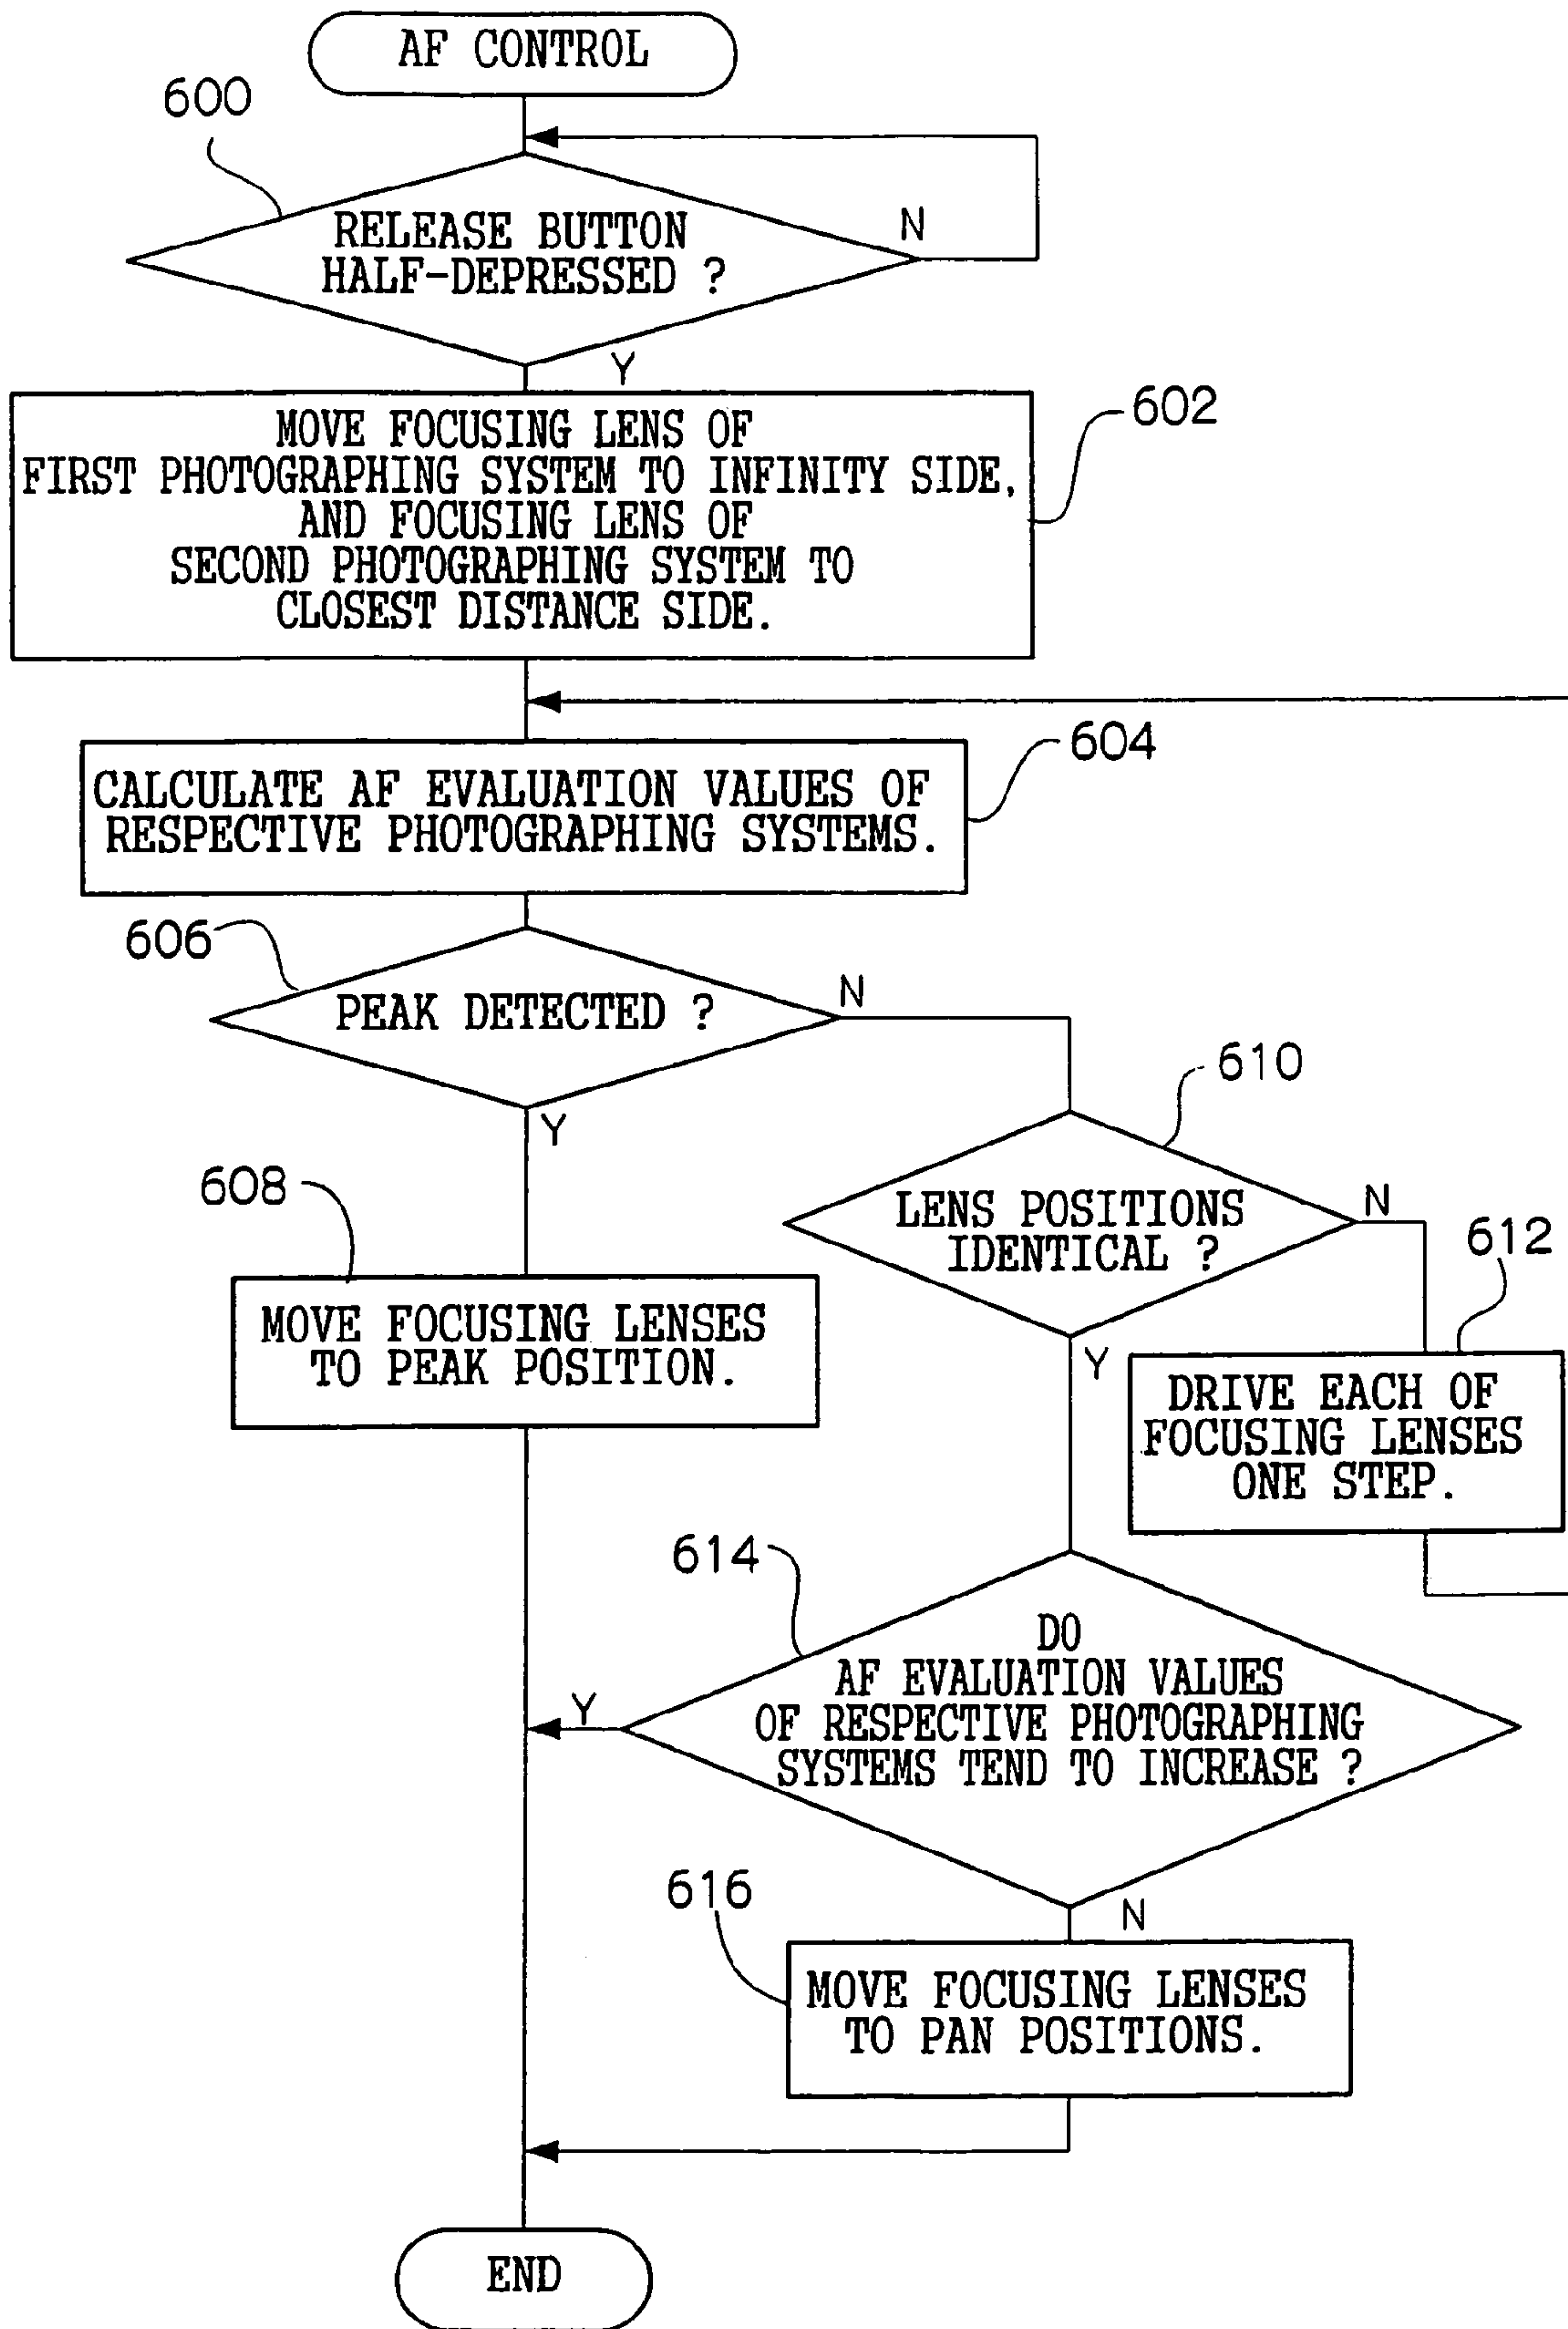 AF CONTROL
600
RELEASE BUTTON
HALF-DEPRESSED ?
N
Y
602
MOVE FOCUSING LENS OF
FIRST PHOTOGRAPHING SYSTEM TO INFINITY SIDE,
AND FOCUSING LENS OF
SECOND PHOTOGRAPHING SYSTEM TO
CLOSEST DISTANCE SIDE.
604
CALCULATE AF EVALUATION VALUES OF
RESPECTIVE PHOTOGRAPHING SYSTEMS.
606
PEAK DETECTED ?
N
Y
610
608
LENS POSITIONS
IDENTICAL ?
N
Y
612
MOVE FOCUSING LENSES
TO PEAK POSITION.
DRIVE EACH OF
FOCUSING LENSES
ONE STEP.
614
DO
AF EVALUATION VALUES
OF RESPECTIVE PHOTOGRAPHING
SYSTEMS TEND TO INCREASE ?
Y
N
616
MOVE FOCUSING LENSES
TO PAN POSITIONS.
END